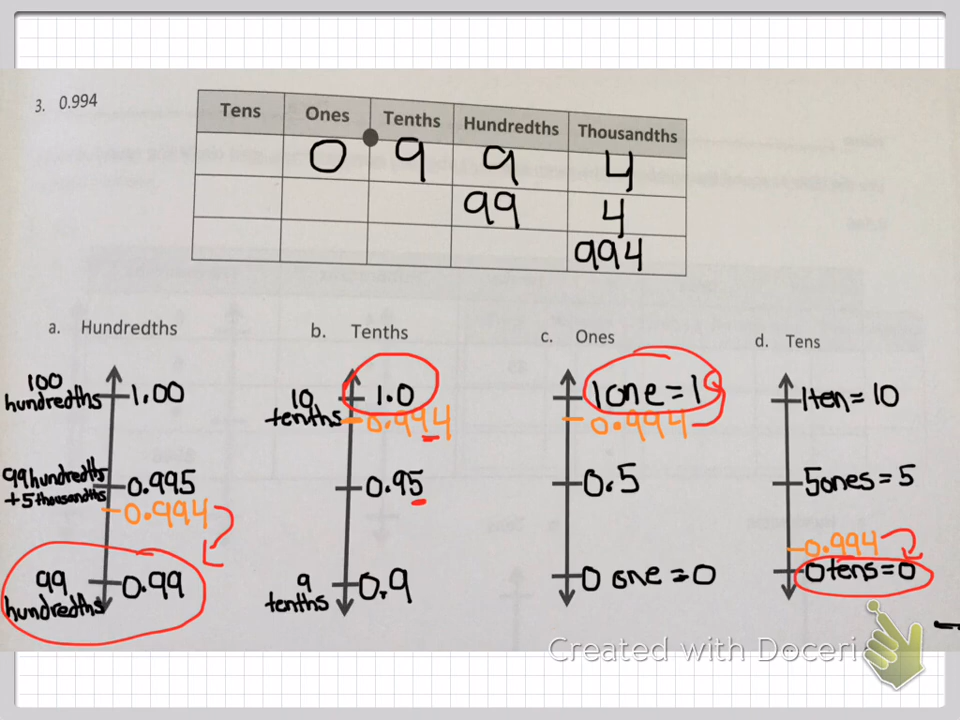 3. 0.994
Tens Ones Tenths Hundredths Thousandths
0 9 9 4
99 4
994
a. Hundredths
100
hundredths
1.00
99 hundredths
+ 5 thousandths
0.995
0.994
99
hundredths
0.99
b. Tenths
10
tenths
1.0
0.994
0.95
9
tenths
0.9
c. Ones
1 one = 1
0.994
0.5
0 one = 0
d. Tens
1 ten = 10
5 ones = 5
0.994
0 tens = 0
Created with Doceri